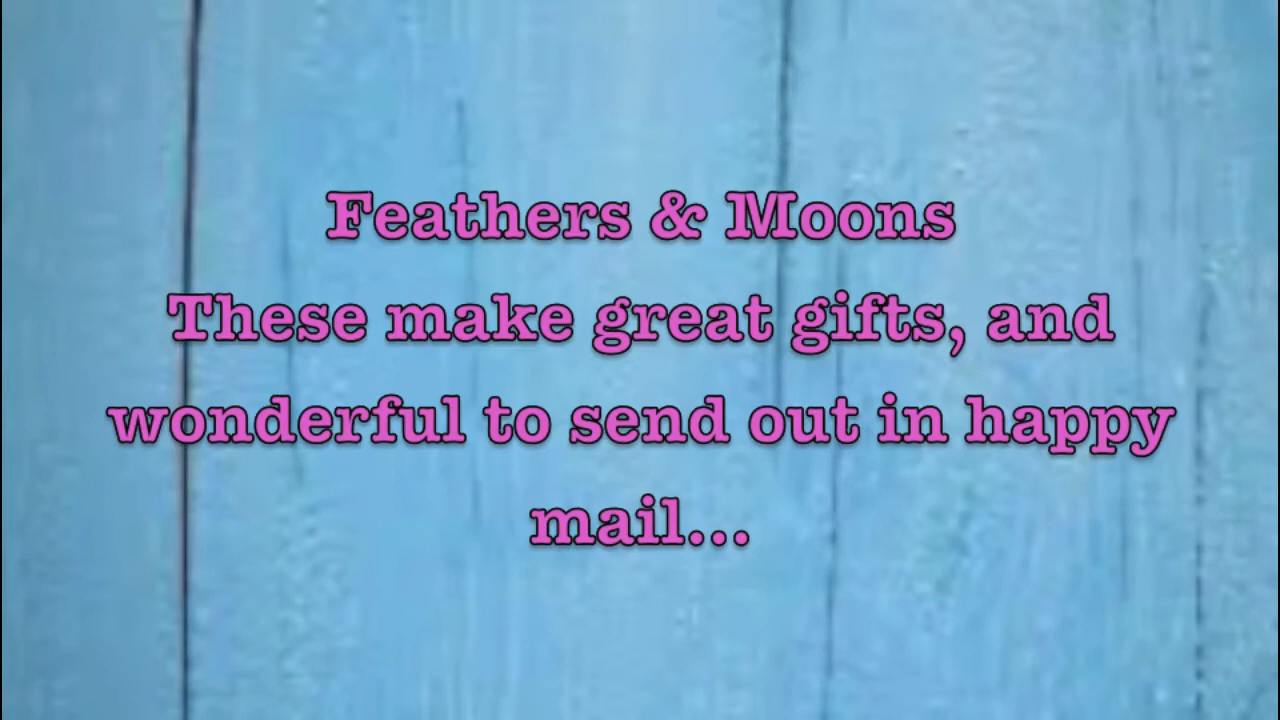 Feathers & Moons
These make great gifts, and
wonderful to send out in happy
mail...